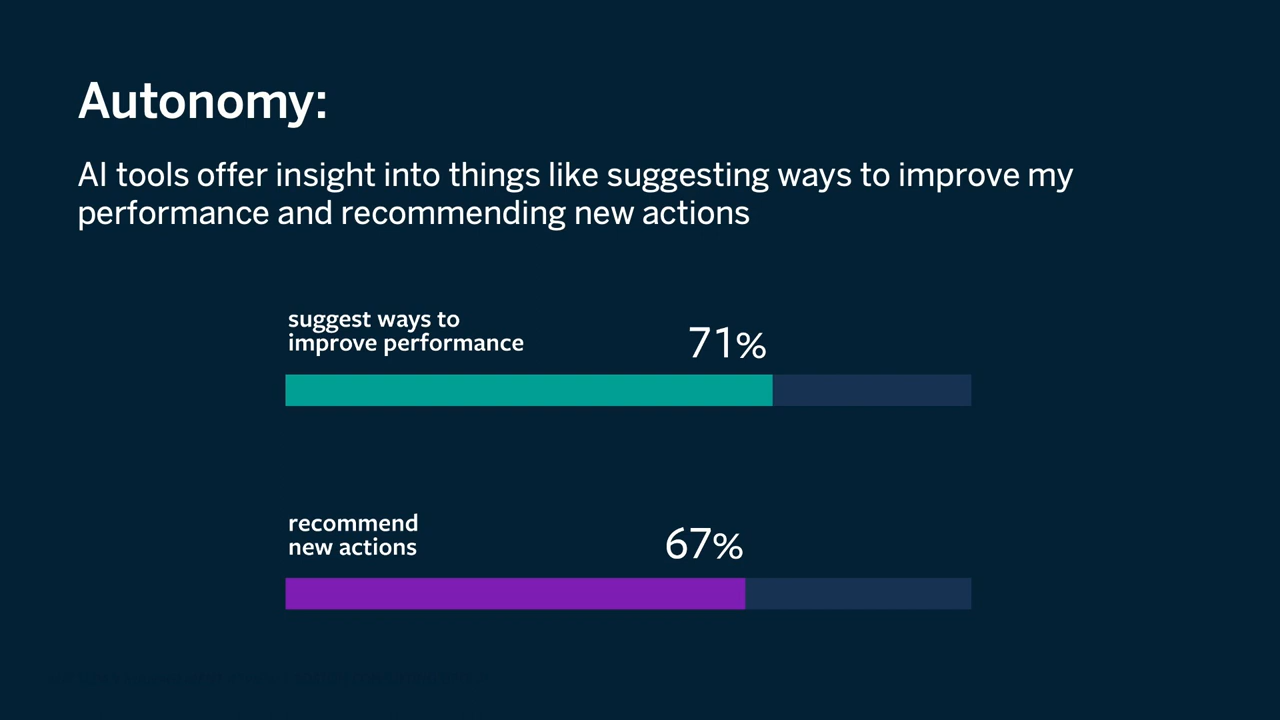 Autonomy:
AI tools offer insight into things like suggesting ways to improve my
performance and recommending new actions
suggest ways to
improve performance
71%
recommend
new actions
67%